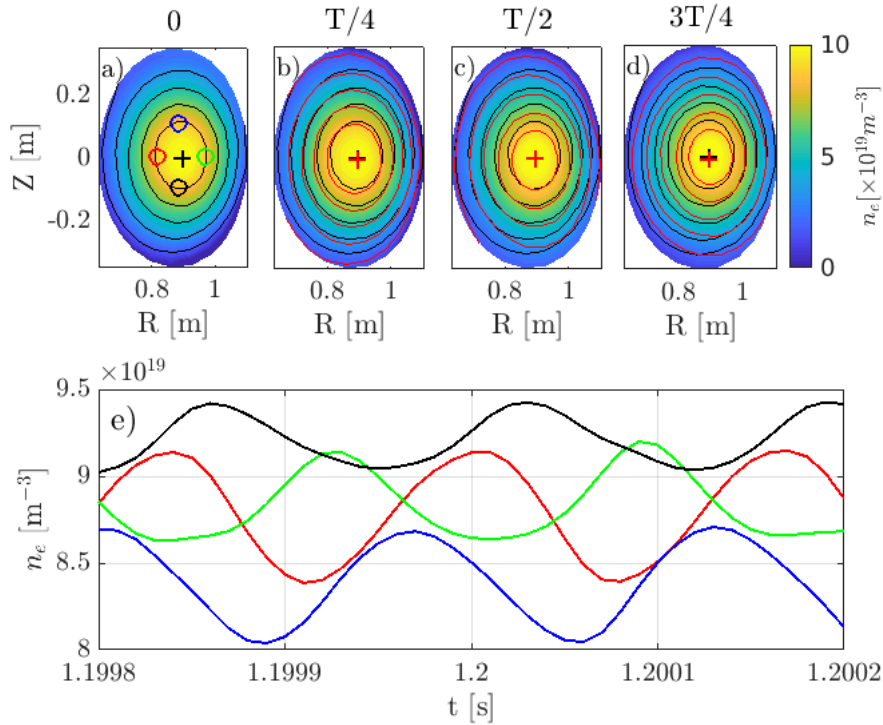 0 T/4 T/2 3T/4
a) b) c) d)
0.2
0
-0.2
Z [m]
0.8 1 0.8 1 0.8 1 0.8 1
R [m] R [m] R [m] R [m]
10
5
0
n_e[×10^19 m^−3]
×10^19
e)
9.5
9
8.5
8
n_e [m^−3]
1.1998 1.1999 1.2 1.2001 1.2002
t [s]